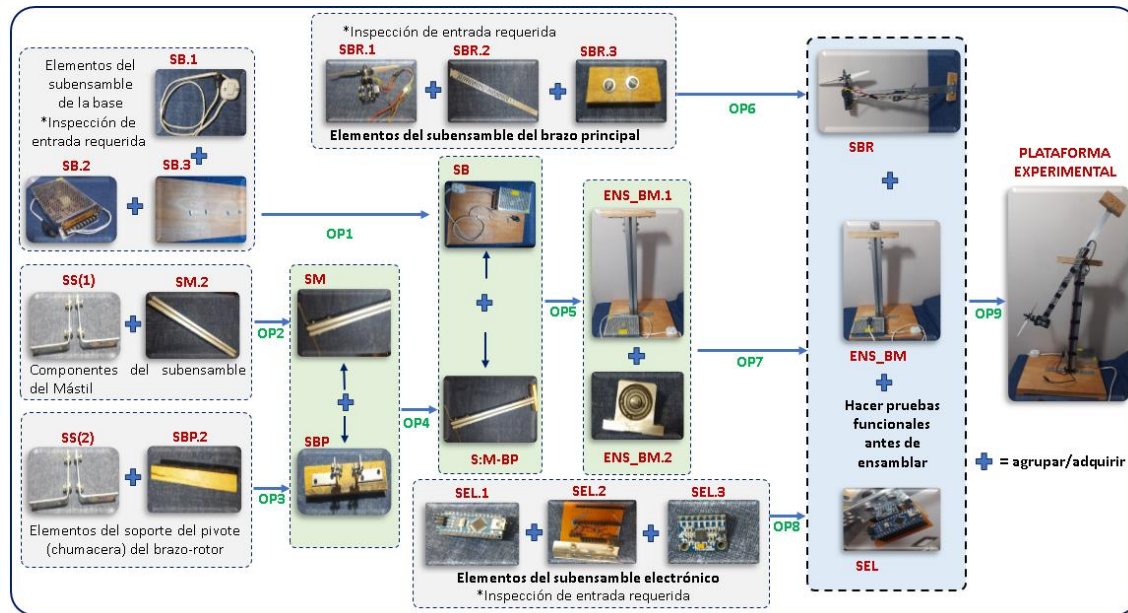 Elementos del
subensamble
de la base
*Inspección de
entrada requerida
SB.1
SB.2
SB.3
OP1
*Inspección de entrada requerida
SBR.1
SBR.2
SBR.3
Elementos del subensamble del brazo principal
OP6
SS(1)
SM.2
Componentes del subensamble
del Mástil
OP2
SS(2)
SBP.2
Elementos del soporte del pivote
(chumacera) del brazo-rotor
OP3
SM
SBP
OP4
SB
S:M-BP
OP5
ENS_BM.1
ENS_BM.2
OP7
SEL.1
SEL.2
SEL.3
Elementos del subensamble electrónico
*Inspección de entrada requerida
OP8
SBR
ENS_BM
Hacer pruebas
funcionales
antes de
ensamblar
SEL
OP9
PLATAFORMA
EXPERIMENTAL
= agrupar/adquirir